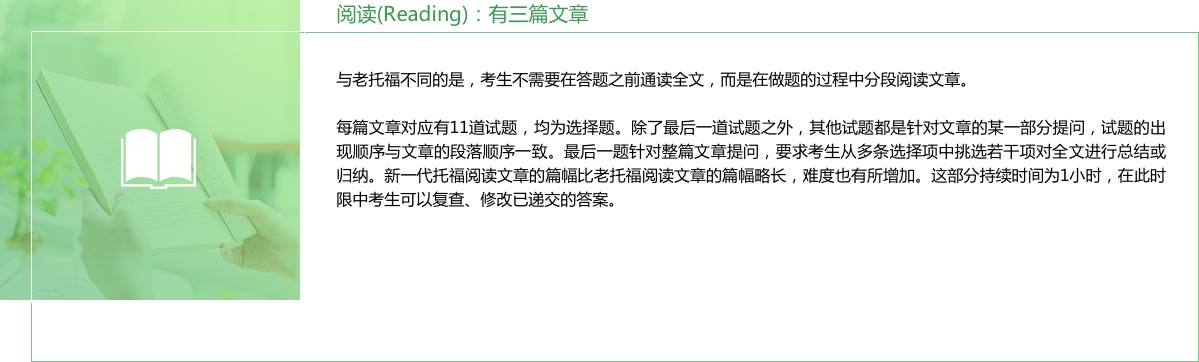 阅读(Reading)：有三篇文章
与老托福不同的是，考生不需要在答题之前通读全文，而是在做题的过程中分段阅读文章。
每篇文章对应有11道试题，均为选择题。除了最后一道试题之外，其他试题都是针对文章的某一部分提问，试题的出
现顺序与文章的段落顺序一致。最后一题针对整篇文章提问，要求考生从多条选择项中挑选若干项对全文进行总结或
归纳。新一代托福阅读文章的篇幅比老托福阅读文章的篇幅略长，难度也有所增加。这部分持续时间为1小时，在此时
限中考生可以复查、修改已递交的答案。